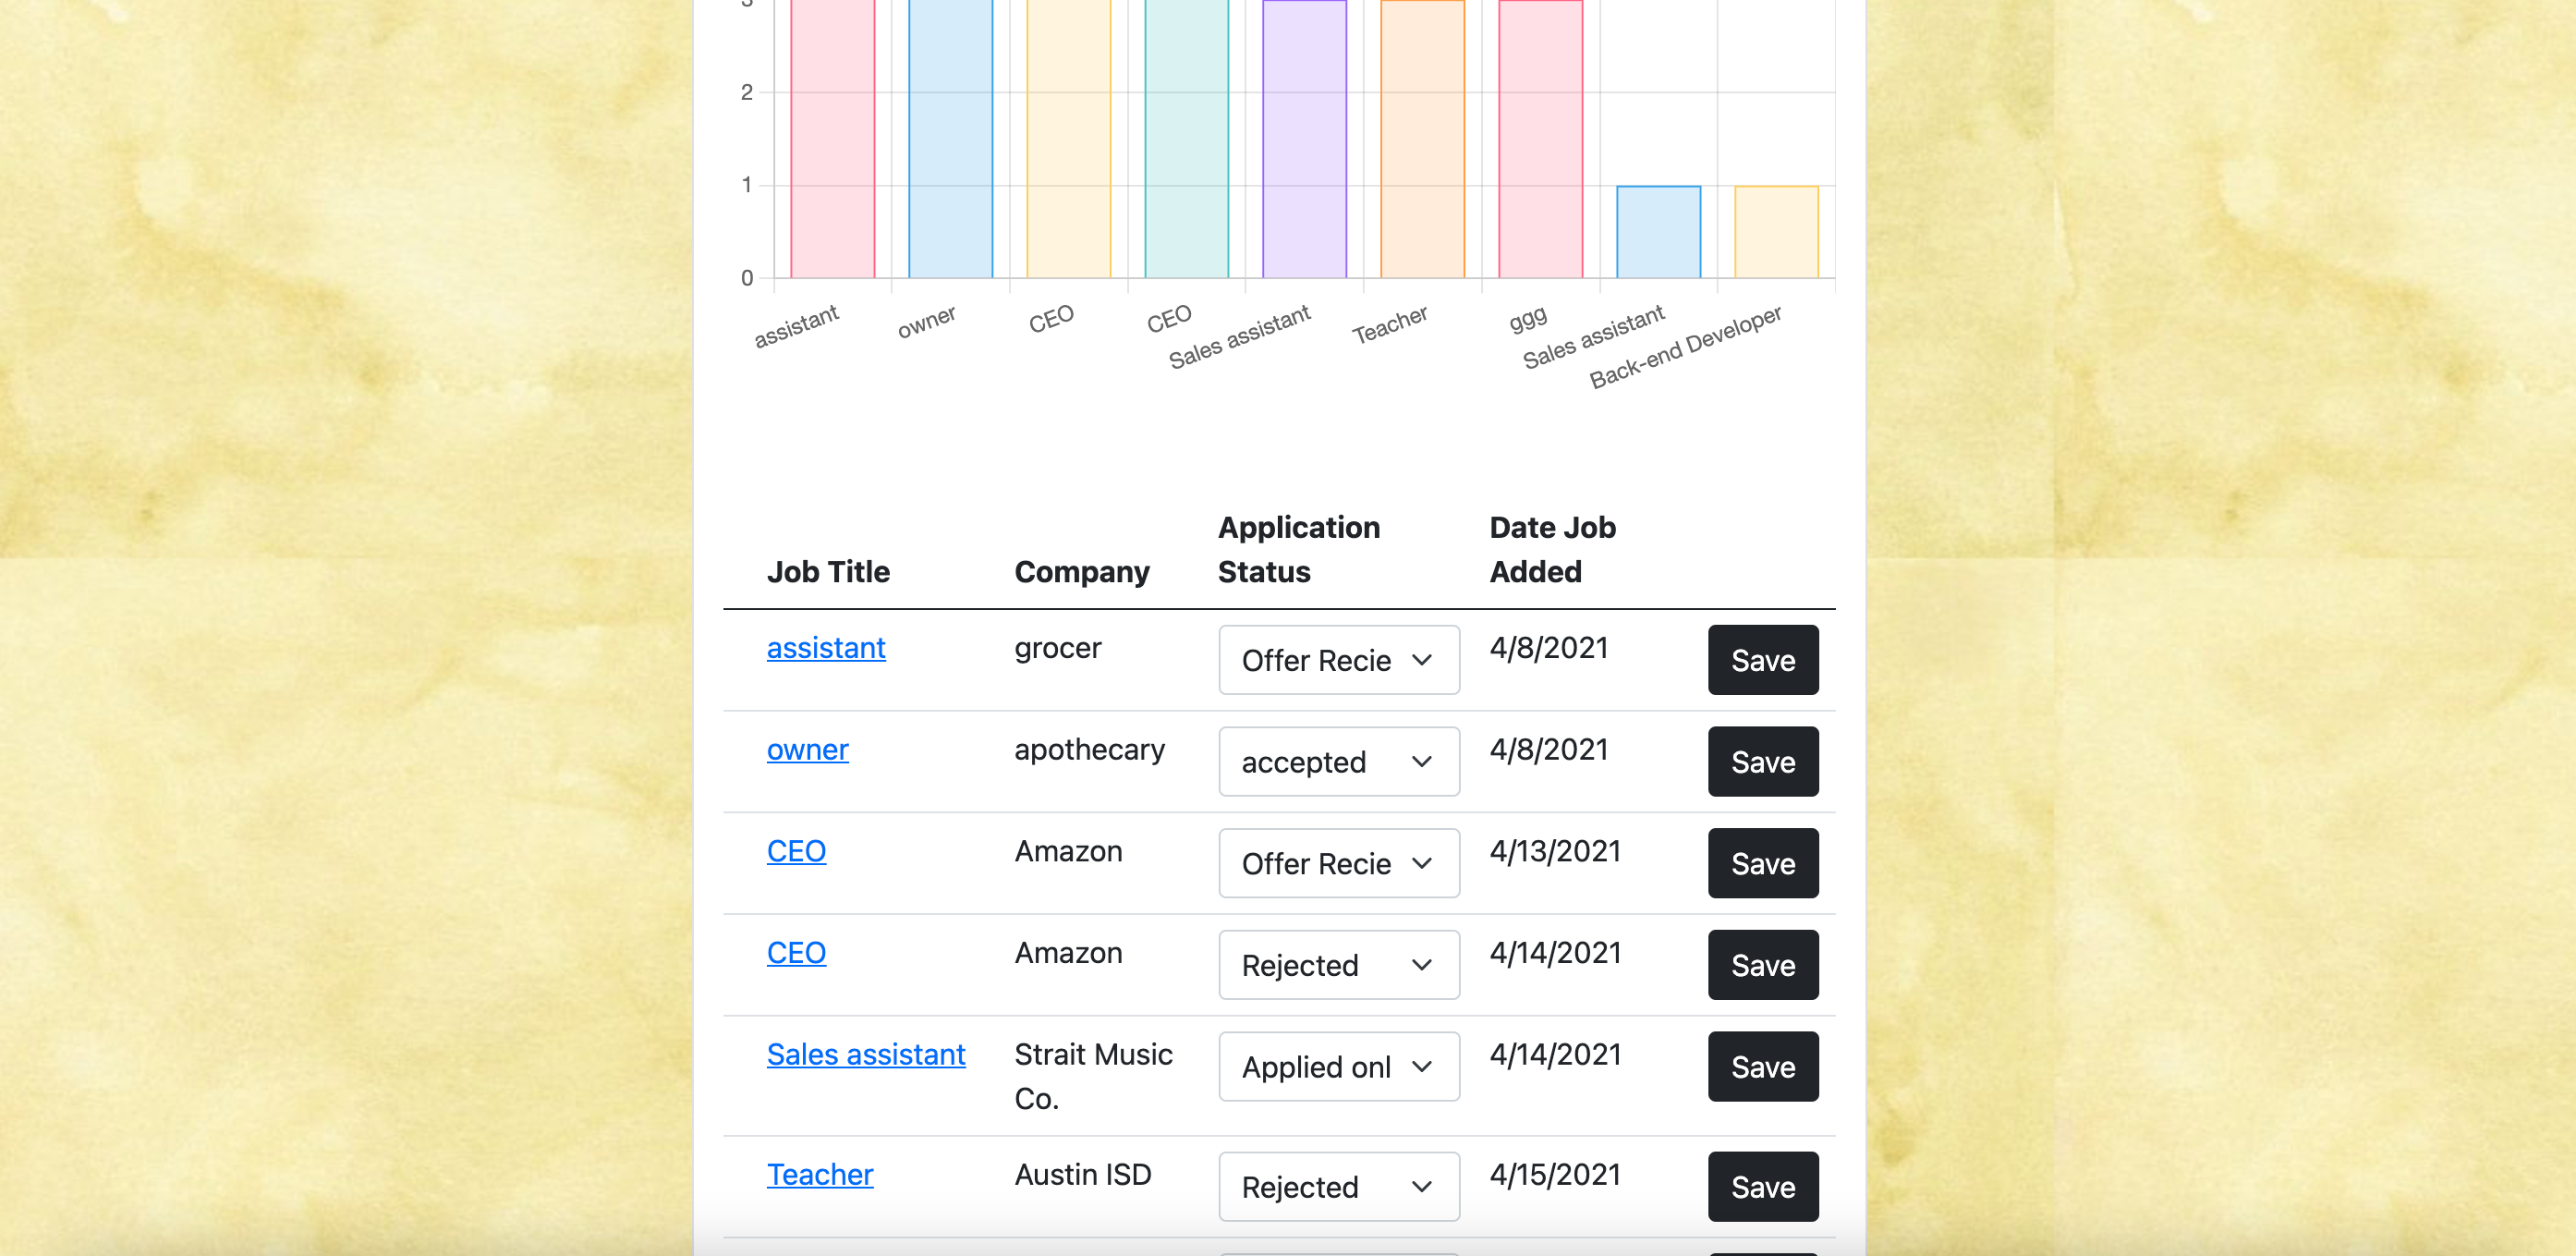 3
2
1
0
assistant
owner
CEO
CEO
Sales assistant
Teacher
ggg
Sales assistant
Back-end Developer
Job Title Company Application Status Date Job Added
assistant grocer Offer Recie 4/8/2021 Save
owner apothecary accepted 4/8/2021 Save
CEO Amazon Offer Recie 4/13/2021 Save
CEO Amazon Rejected 4/14/2021 Save
Sales assistant Strait Music Co. Applied onl 4/14/2021 Save
Teacher Austin ISD Rejected 4/15/2021 Save